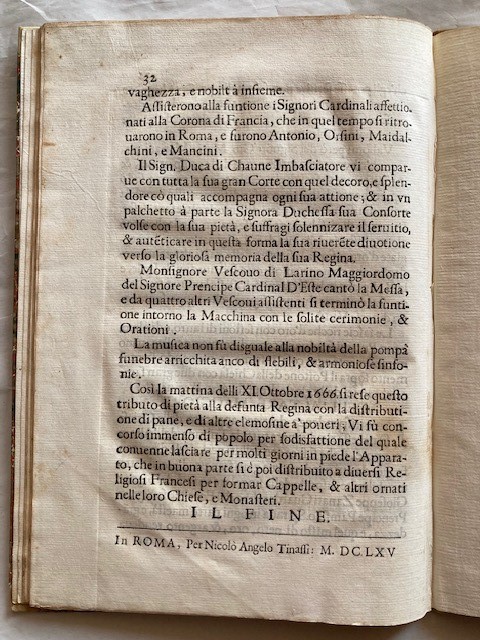 32
vaghezza, e nobiltà insieme.
Assisterono alla funtione i Signori Cardinali affettio.
nati alla Corona di Francia, che in quel tempo si ritro-
uarono in Roma, e furono Antonio, Orsini, Maidal-
chini, e Mancini.
Il Sign. Duca di Chaune Imbasciatore vi compar-
ue con tutta la sua gran Corte con quel decoro, e splen-
dore cò quali accompagna ogni sua attione; & in vn
palchetto à parte la Signora Duchessa sua Consorte
volse con la sua pietà, e suffragi solennizare il seruitio,
& autẽticare in questa forma la sua riuerẽte diuotione
verso la gloriosa memoria della sua Regina.
Monsignore Vescouo di Larino Maggiordomo
del Signore Prencipe Cardinal D'Este cantò la Messa,
e da quattro altri Vescoui assistenti si terminò la funti-
one intorno la Macchina con le solite cerimonie, &
Orationi.
La musica non fù disguale alla nobiltà della pompa
funebre arricchita anco di flebili, & armoniose sinfo-
nie.
Così la mattina delli XI. Ottobre 1666. si rese questo
tributo di pietà alla defunta Regina con la distributi-
one di pane, e di altre elemosine a' poueri; Vi fù con-
corso immenso di popolo per sodisfattione del quale
conuenne lasciare per molti giorni in piede l'Appara-
to, che in buona parte si è poi distribuito a diuersi Re-
ligiosi Francesi per formar Cappelle, & altri ornati
nelle loro Chiese, e Monasteri.
IL FINE.
In ROMA, Per Nicolò Angelo Tinassi: M. DC. LXV